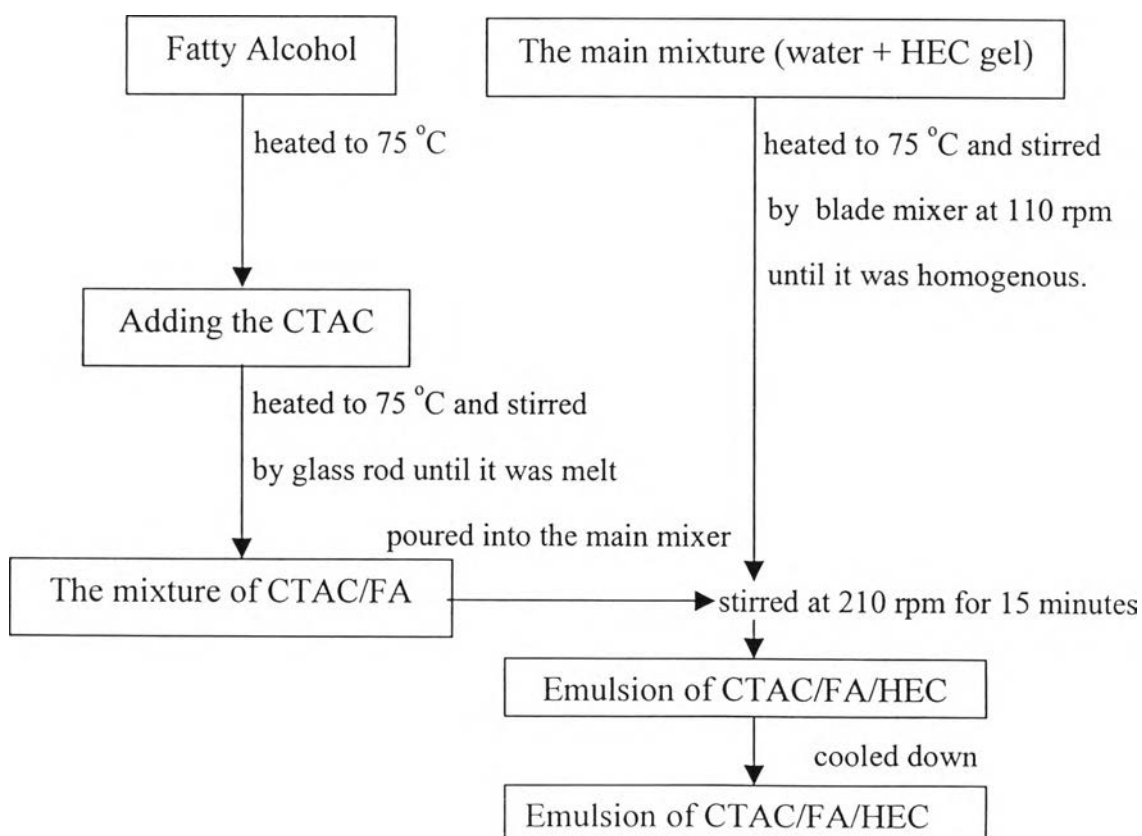 Fatty Alcohol
The main mixture (water + HEC gel)
heated to 75 °C
heated to 75 °C and stirred
by blade mixer at 110 rpm
until it was homogenous.
Adding the CTAC
heated to 75 °C and stirred
by glass rod until it was melt
poured into the main mixer
The mixture of CTAC/FA
stirred at 210 rpm for 15 minutes
Emulsion of CTAC/FA/HEC
cooled down
Emulsion of CTAC/FA/HEC